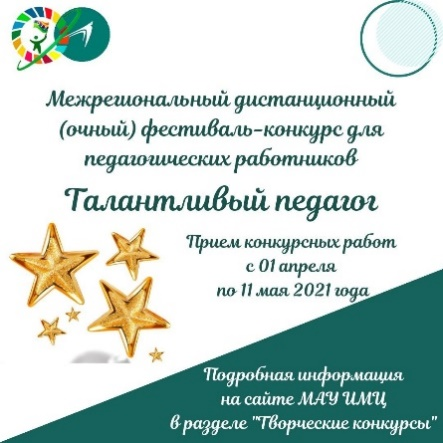 Межрегиональный дистанционный
(очный) фестиваль-конкурс для
педагогических работников
Талантливый педагог
Прием конкурсных работ
с 01 апреля
по 11 мая 2021 года
Подробная информация
на сайте МАУ ИМЦ
в разделе "Творческие конкурсы"